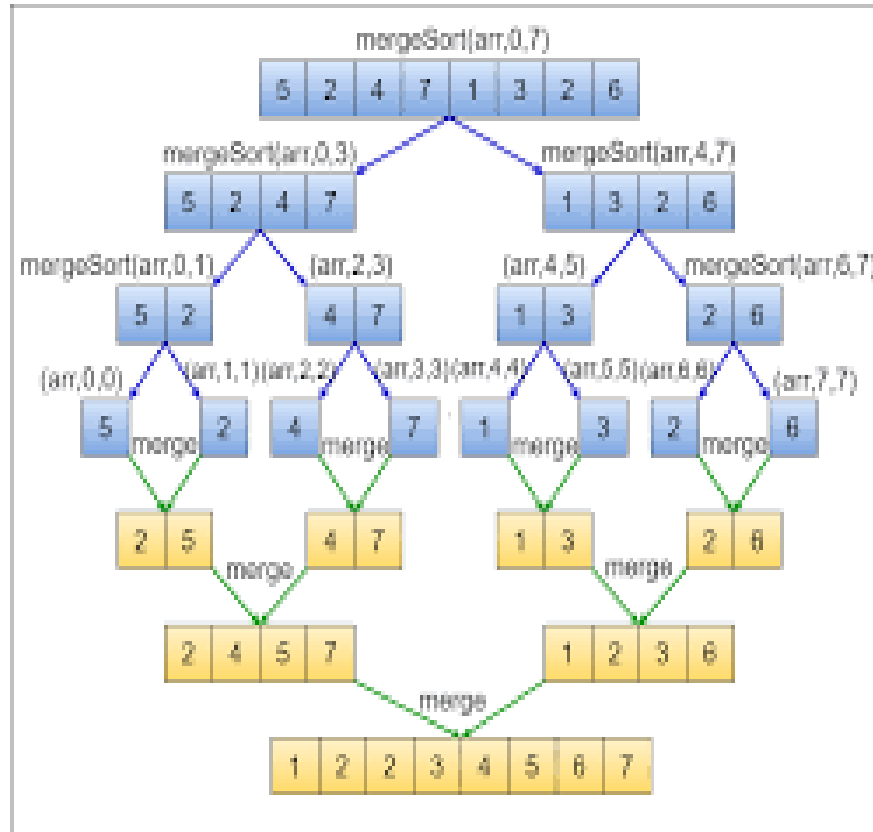 mergeSort(arr,0,7)
5 2 4 7 1 3 2 6
mergeSort(arr,0,3) mergeSort(arr,4,7)
5 2 4 7 1 3 2 6
mergeSort(arr,0,1) (arr,2,3) (arr,4,5) mergeSort(arr,6,7)
5 2 4 7 1 3 2 6
(arr,0,0) (arr,1,1) (arr,2,2) (arr,3,3) (arr,4,4) (arr,5,5) (arr,6,6) (arr,7,7)
5 2 4 7 1 3 2 6
merge merge merge merge
2 5 4 7 1 3 2 6
merge merge
2 4 5 7 1 2 3 6
merge
1 2 2 3 4 5 6 7